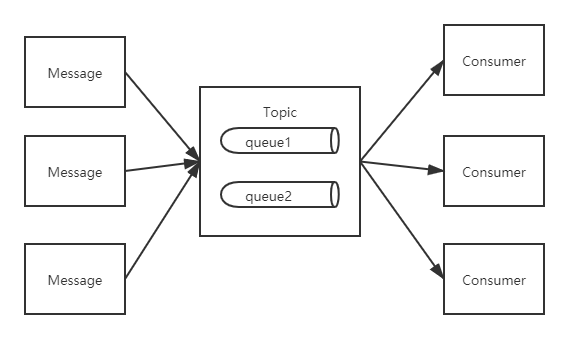 Message
Message
Message
Topic
queue1
queue2
Consumer
Consumer
Consumer